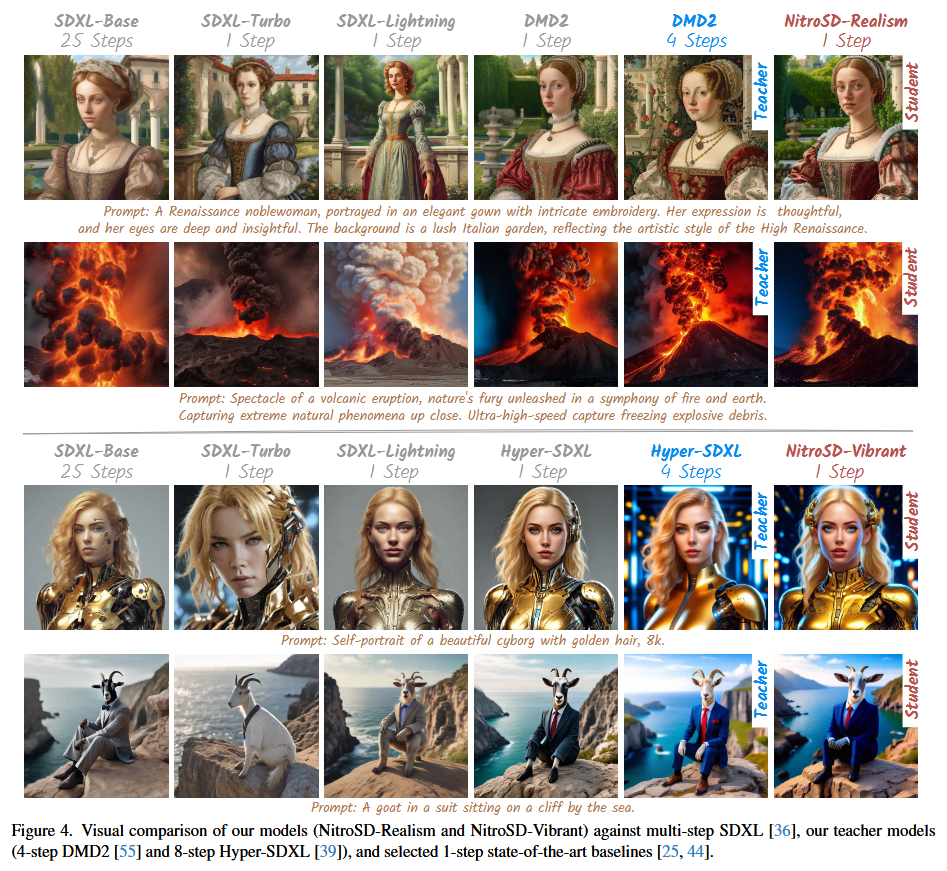 SDXL-Base SDXL-Turbo SDXL-Lightning DMD2 DMD2 NitroSD-Realism
25 Steps 1 Step 1 Step 1 Step 4 Steps 1 Step
Teacher
Student
Prompt: A Renaissance noblewoman, portrayed in an elegant gown with intricate embroidery. Her expression is thoughtful,
and her eyes are deep and insightful. The background is a lush Italian garden, reflecting the artistic style of the High Renaissance.
Teacher
Student
Prompt: Spectacle of a volcanic eruption, nature's fury unleashed in a symphony of fire and earth.
Capturing extreme natural phenomena up close. Ultra-high-speed capture freezing explosive debris.
SDXL-Base SDXL-Turbo SDXL-Lightning Hyper-SDXL Hyper-SDXL NitroSD-Vibrant
25 Steps 1 Step 1 Step 1 Step 4 Steps 1 Step
Teacher
Student
Prompt: Self-portrait of a beautiful cyborg with golden hair, 8k.
Teacher
Student
Prompt: A goat in a suit sitting on a cliff by the sea.
Figure 4. Visual comparison of our models (NitroSD-Realism and NitroSD-Vibrant) against multi-step SDXL [36], our teacher models
(4-step DMD2 [55] and 8-step Hyper-SDXL [39]), and selected 1-step state-of-the-art baselines [25, 44].